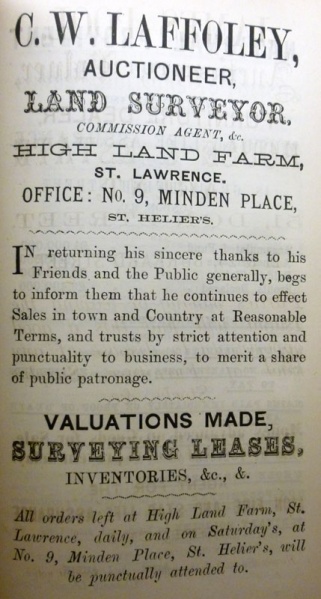 C. W. LAFFOLEY,
AUCTIONEER,
LAND SURVEYOR,
COMMISSION AGENT, &c.
HIGH LAND FARM,
ST. LAWRENCE.
OFFICE: No. 9, MINDEN PLACE,
ST. HELIER'S.
IN returning his sincere thanks to his
Friends and the Public generally, begs
to inform them that he continues to effect
Sales in town and Country at Reasonable
Terms, and trusts by strict attention and
punctuality to business, to merit a share
of public patronage.
VALUATIONS MADE,
SURVEYING LEASES,
INVENTORIES, &c., &.
All orders left at High Land Farm, St.
Lawrence, daily, and on Saturday's, at
No. 9, Minden Place, St. Helier's, will
be punctually attended to.